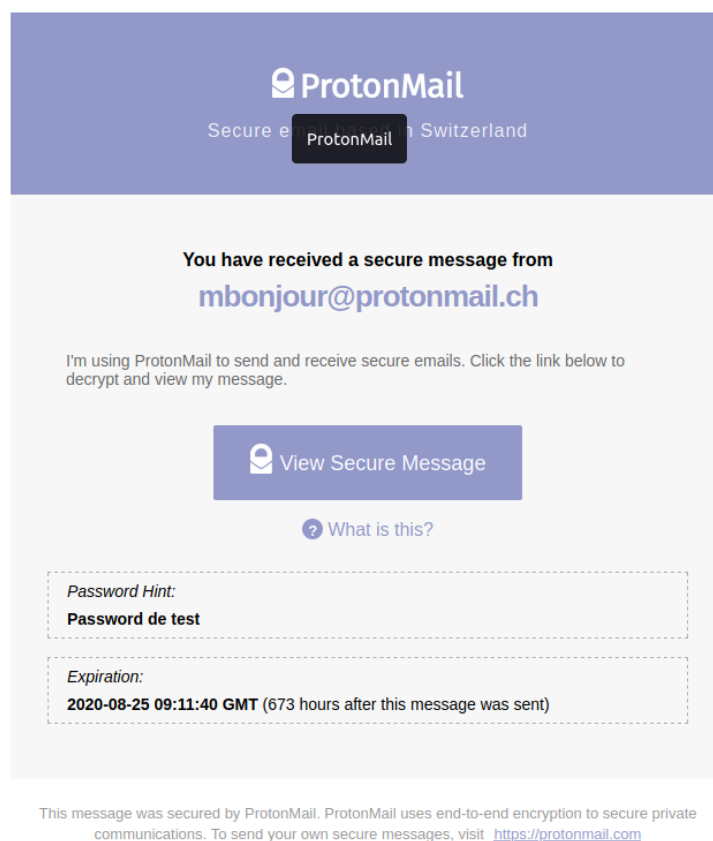 ProtonMail
Secure email based in Switzerland
ProtonMail
You have received a secure message from
mbonjour@protonmail.ch
I'm using ProtonMail to send and receive secure emails. Click the link below to
decrypt and view my message.
View Secure Message
? What is this?
Password Hint:
Password de test
Expiration:
2020-08-25 09:11:40 GMT (673 hours after this message was sent)
This message was secured by ProtonMail. ProtonMail uses end-to-end encryption to secure private
communications. To send your own secure messages, visit https://protonmail.com